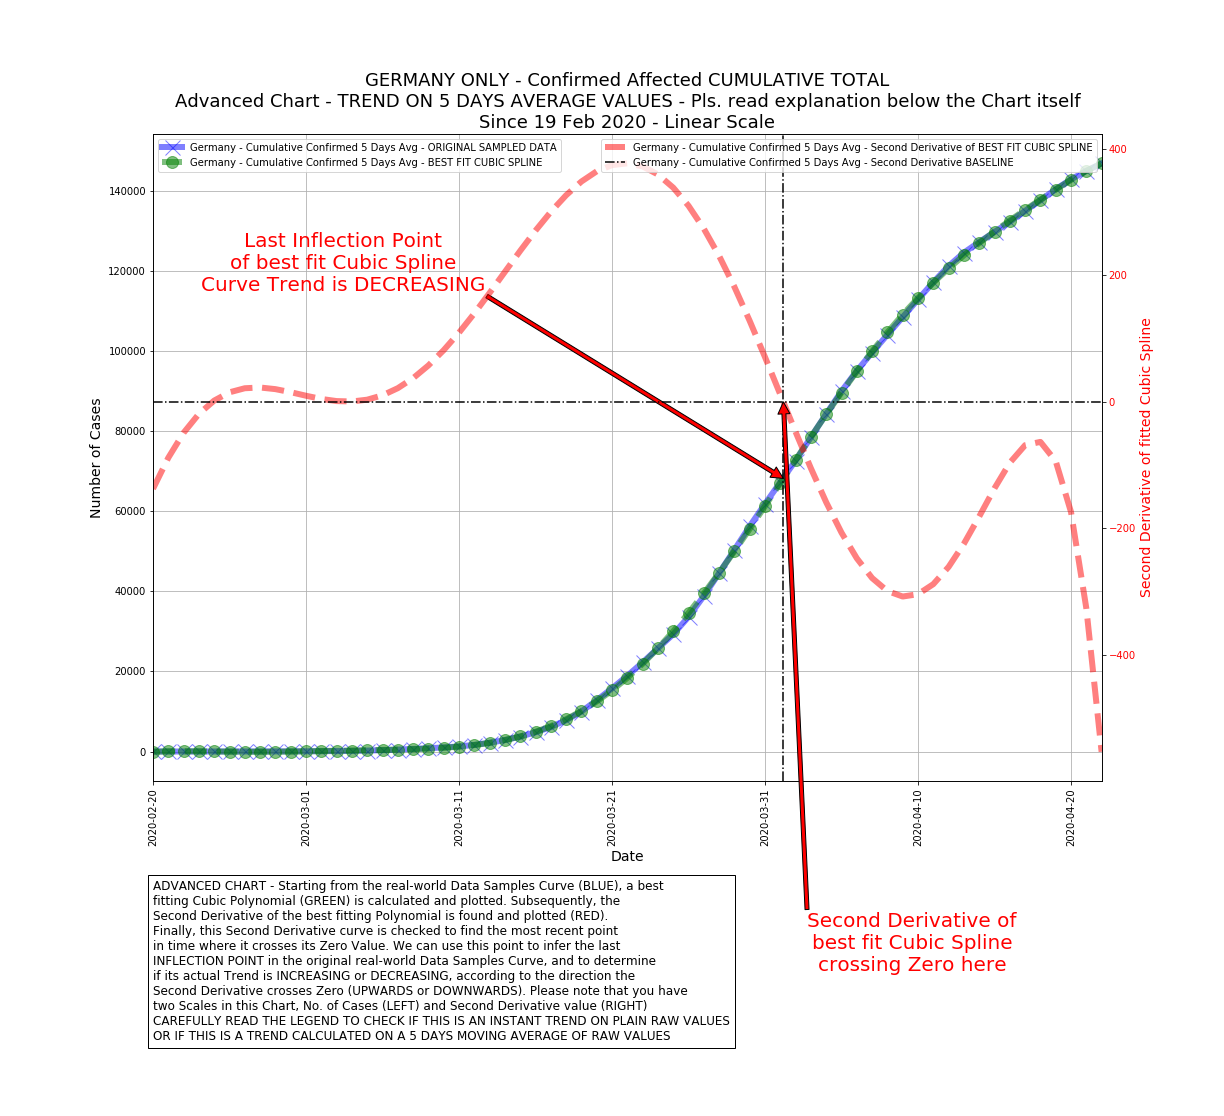 GERMANY ONLY - Confirmed Affected CUMULATIVE TOTAL
Advanced Chart - TREND ON 5 DAYS AVERAGE VALUES - Pls. read explanation below the Chart itself
Since 19 Feb 2020 - Linear Scale
Germany - Cumulative Confirmed 5 Days Avg - ORIGINAL SAMPLED DATA
Germany - Cumulative Confirmed 5 Days Avg - BEST FIT CUBIC SPLINE
Germany - Cumulative Confirmed 5 Days Avg - Second Derivative of BEST FIT CUBIC SPLINE
Germany - Cumulative Confirmed 5 Days Avg - Second Derivative BASELINE
Last Inflection Point
of best fit Cubic Spline
Curve Trend is DECREASING
Number of Cases
140000
120000
100000
80000
60000
40000
20000
0
400
200
0
−200
−400
Second Derivative of fitted Cubic Spline
2020-02-20
2020-03-01
2020-03-11
2020-03-21
2020-03-31
2020-04-10
2020-04-20
Date
Second Derivative of
best fit Cubic Spline
crossing Zero here
ADVANCED CHART - Starting from the real-world Data Samples Curve (BLUE), a best
fitting Cubic Polynomial (GREEN) is calculated and plotted. Subsequently, the
Second Derivative of the best fitting Polynomial is found and plotted (RED).
Finally, this Second Derivative curve is checked to find the most recent point
in time where it crosses its Zero Value. We can use this point to infer the last
INFLECTION POINT in the original real-world Data Samples Curve, and to determine
if its actual Trend is INCREASING or DECREASING, according to the direction the
Second Derivative crosses Zero (UPWARDS or DOWNWARDS). Please note that you have
two Scales in this Chart, No. of Cases (LEFT) and Second Derivative value (RIGHT)
CAREFULLY READ THE LEGEND TO CHECK IF THIS IS AN INSTANT TREND ON PLAIN RAW VALUES
OR IF THIS IS A TREND CALCULATED ON A 5 DAYS MOVING AVERAGE OF RAW VALUES